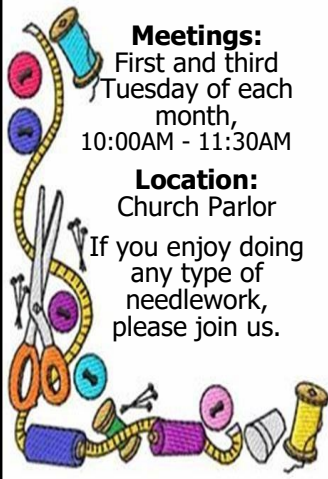 Meetings:
First and third
Tuesday of each
month,
10:00AM - 11:30AM
Location:
Church Parlor
If you enjoy doing
any type of
needlework,
please join us.